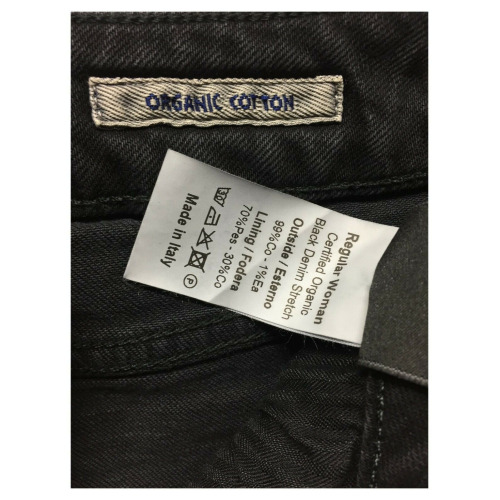 ORGANIC COTTON
Regular Woman
Certified Organic
Black Denim Stretch
Outside / Esterno
99%Co - 1%Ea
Lining / Fodera
70%Pes - 30%Co
30 P
Made in Italy